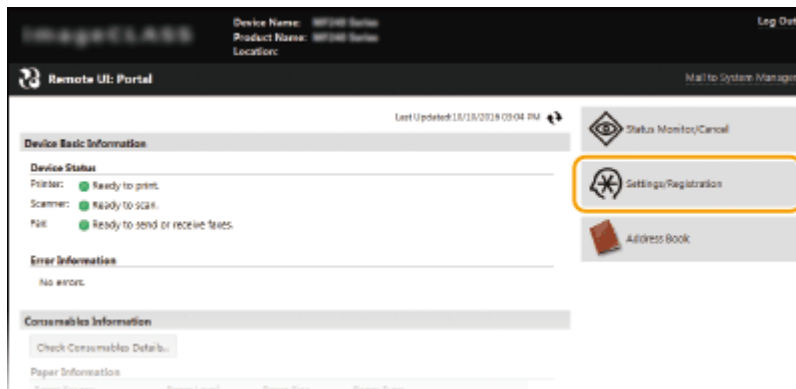 Device Name:
Log Out
Product Name:
Location:
Remote UI: Portal
Mail to System Manager
Last Updated:10/10/2016 03:04 PM
Status Monitor/Cancel
Device Basic Information
Device Status
Printer: Ready to print.
Settings/Registration
Scanner: Ready to scan.
Fax: Ready to send or receive faxes.
Address Book
Error Information
No errors.
Consumables Information
Check Consumables Details..
Paper Information